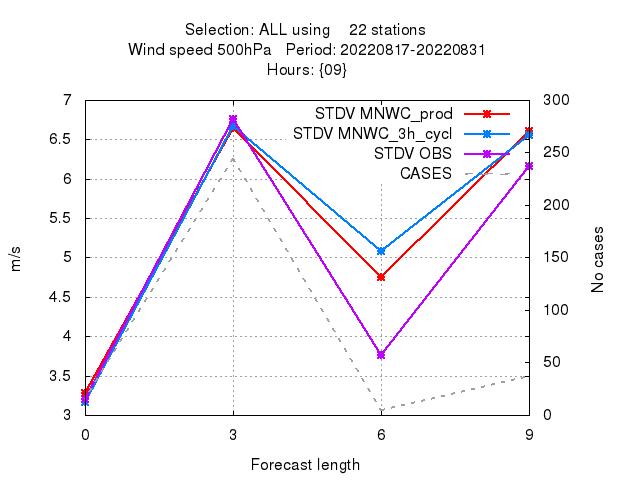 Selection: ALL using    22 stations
Wind speed 500hPa   Period: 20220817-20220831
Hours: {09}
7
6.5
6
5.5
5
4.5
4
3.5
3
300
250
200
150
100
50
0
STDV MNWC_prod
STDV MNWC_3h_cycl
STDV OBS
CASES
m/s
No cases
0
3
6
9
Forecast length